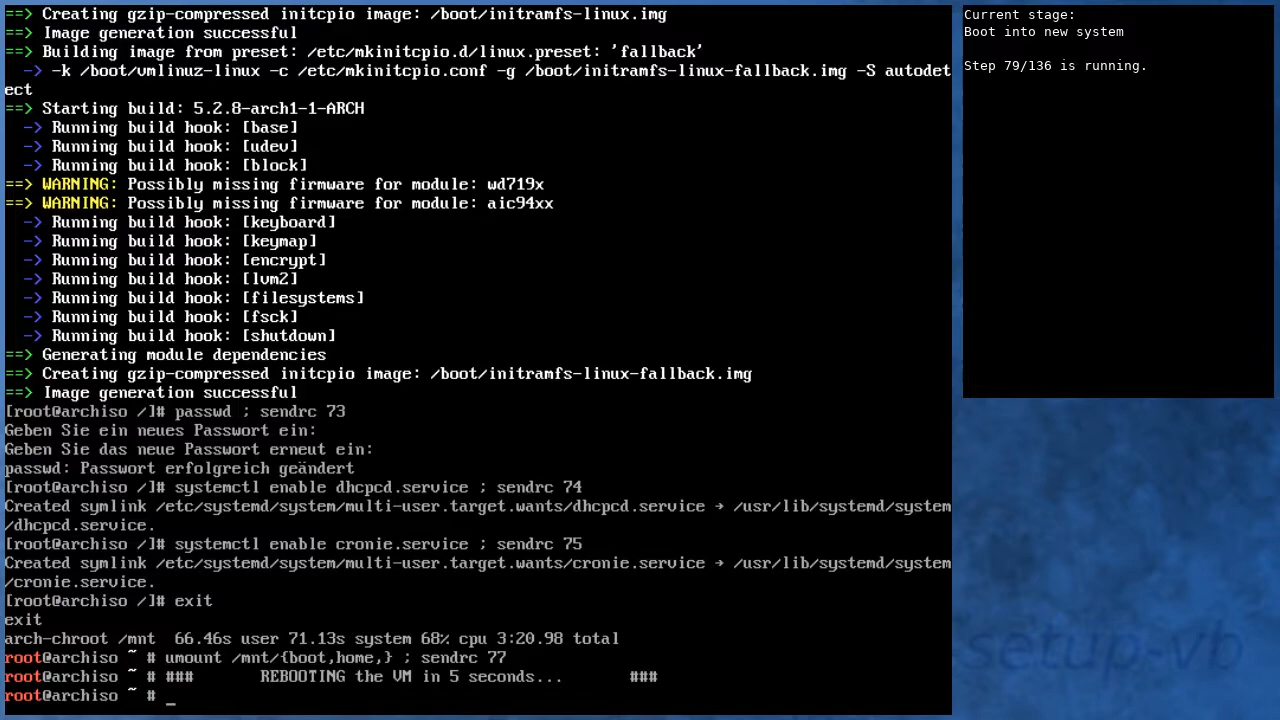 ==> Creating gzip-compressed initcpio image: /boot/initramfs-linux.img
==> Image generation successful
==> Building image from preset: /etc/mkinitcpio.d/linux.preset: 'fallback'
  -> -k /boot/vmlinuz-linux -c /etc/mkinitcpio.conf -g /boot/initramfs-linux-fallback.img -S autodet
ect
==> Starting build: 5.2.8-arch1-1-ARCH
  -> Running build hook: [base]
  -> Running build hook: [udev]
  -> Running build hook: [block]
==> WARNING: Possibly missing firmware for module: wd719x
==> WARNING: Possibly missing firmware for module: aic94xx
  -> Running build hook: [keyboard]
  -> Running build hook: [keymap]
  -> Running build hook: [encrypt]
  -> Running build hook: [lvm2]
  -> Running build hook: [filesystems]
  -> Running build hook: [fsck]
  -> Running build hook: [shutdown]
==> Generating module dependencies
==> Creating gzip-compressed initcpio image: /boot/initramfs-linux-fallback.img
==> Image generation successful
[root@archiso /]# passwd ; sendrc 73
Geben Sie ein neues Passwort ein:
Geben Sie das neue Passwort erneut ein:
passwd: Passwort erfolgreich geändert
[root@archiso /]# systemctl enable dhcpcd.service ; sendrc 74
Created symlink /etc/systemd/system/multi-user.target.wants/dhcpcd.service → /usr/lib/systemd/system
/dhcpcd.service.
[root@archiso /]# systemctl enable cronie.service ; sendrc 75
Created symlink /etc/systemd/system/multi-user.target.wants/cronie.service → /usr/lib/systemd/system
/cronie.service.
[root@archiso /]# exit
exit
arch-chroot /mnt  66.46s user 71.13s system 68% cpu 3:20.98 total
root@archiso ~ # umount /mnt/{boot,home,} ; sendrc 77
root@archiso ~ # ###       REBOOTING the VM in 5 seconds...       ###
root@archiso ~ # _
Current stage:
Boot into new system
Step 79/136 is running.
setup-vb